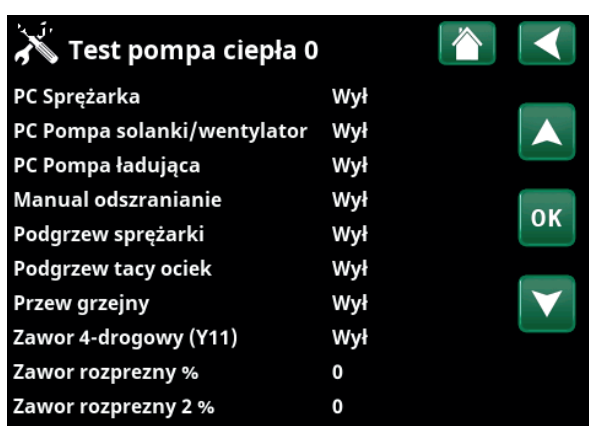 Test pompa ciepła 0
PC Sprężarka Wył
PC Pompa solanki/wentylator Wył
PC Pompa ładująca Wył
Manual odszranianie Wył
OK
Podgrzew sprężarki Wył
Podgrzew tacy ociek Wył
Przew grzejny Wył
Zawor 4-drogowy (Y11) Wył
Zawor rozprezny % 0
Zawor rozprezny 2 % 0